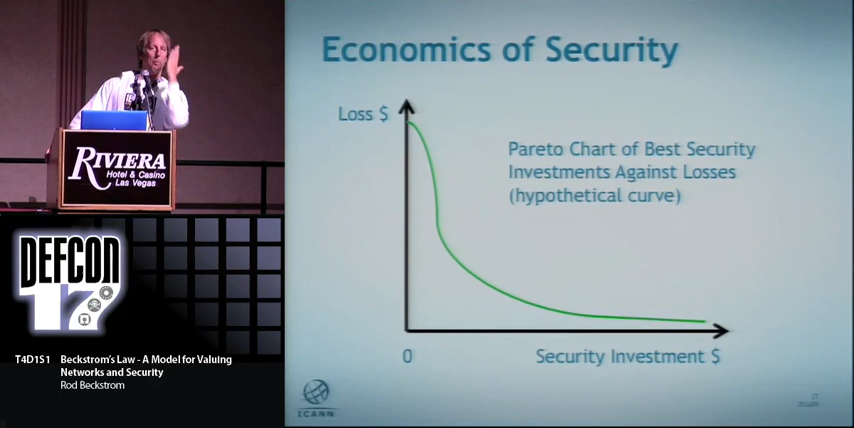 RIVIERA
Hotel & Casino
Las Vegas
DEFCON
17
T4D1S1 Beckstrom's Law - A Model for Valuing
Networks and Security
Rod Beckstrom
Economics of Security
Loss $
Pareto Chart of Best Security
Investments Against Losses
(hypothetical curve)
0
Security Investment $
ICANN